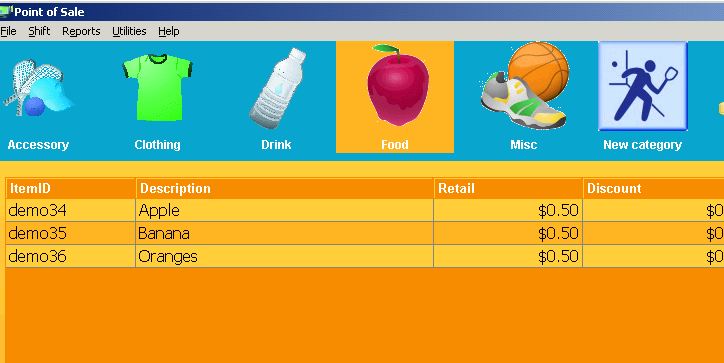 Point of Sale
File Shift Reports Utilities Help
Accessory Clothing Drink Food Misc New category
ItemID Description Retail Discount
demo34 Apple $0.50 $0
demo35 Banana $0.50 $0
demo36 Oranges $0.50 $0